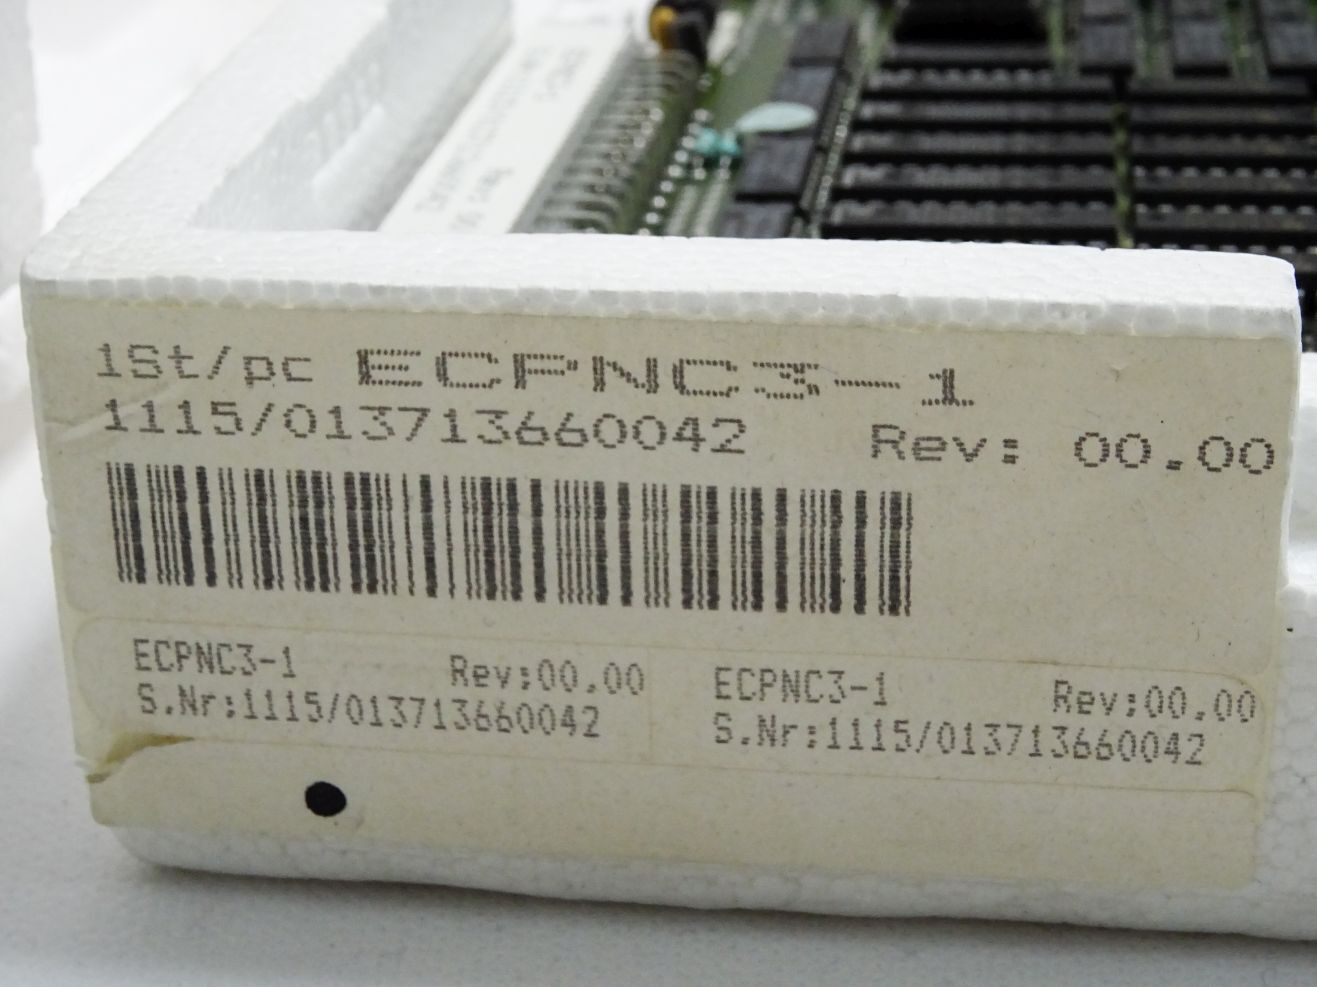 1St/pc ECPNC3-1
1115/013713660042 Rev: 00.00
ECPNC3-1 Rev:00.00
S.Nr:1115/013713660042
ECPNC3-1 Rev:00.00
S.Nr:1115/013713660042